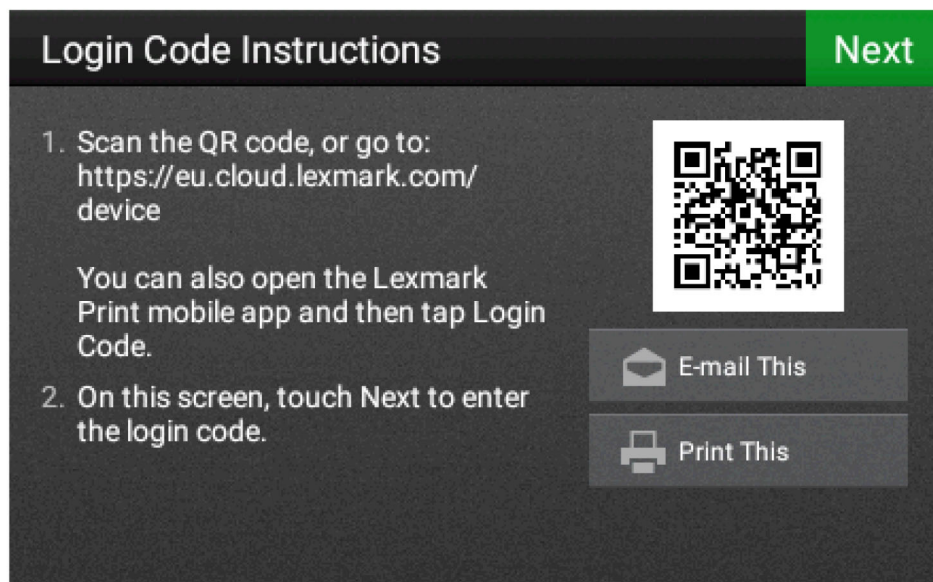 Login Code Instructions
Next
1. Scan the QR code, or go to:
https://eu.cloud.lexmark.com/
device
You can also open the Lexmark
Print mobile app and then tap Login
Code.
2. On this screen, touch Next to enter
the login code.
E-mail This
Print This